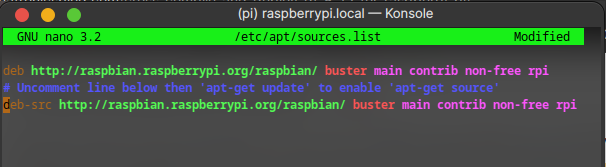 (pi) raspberrypi.local — Konsole
GNU nano 3.2 /etc/apt/sources.list Modified
deb http://raspbian.raspberrypi.org/raspbian/ buster main contrib non-free rpi
# Uncomment line below then 'apt-get update' to enable 'apt-get source'
deb-src http://raspbian.raspberrypi.org/raspbian/ buster main contrib non-free rpi